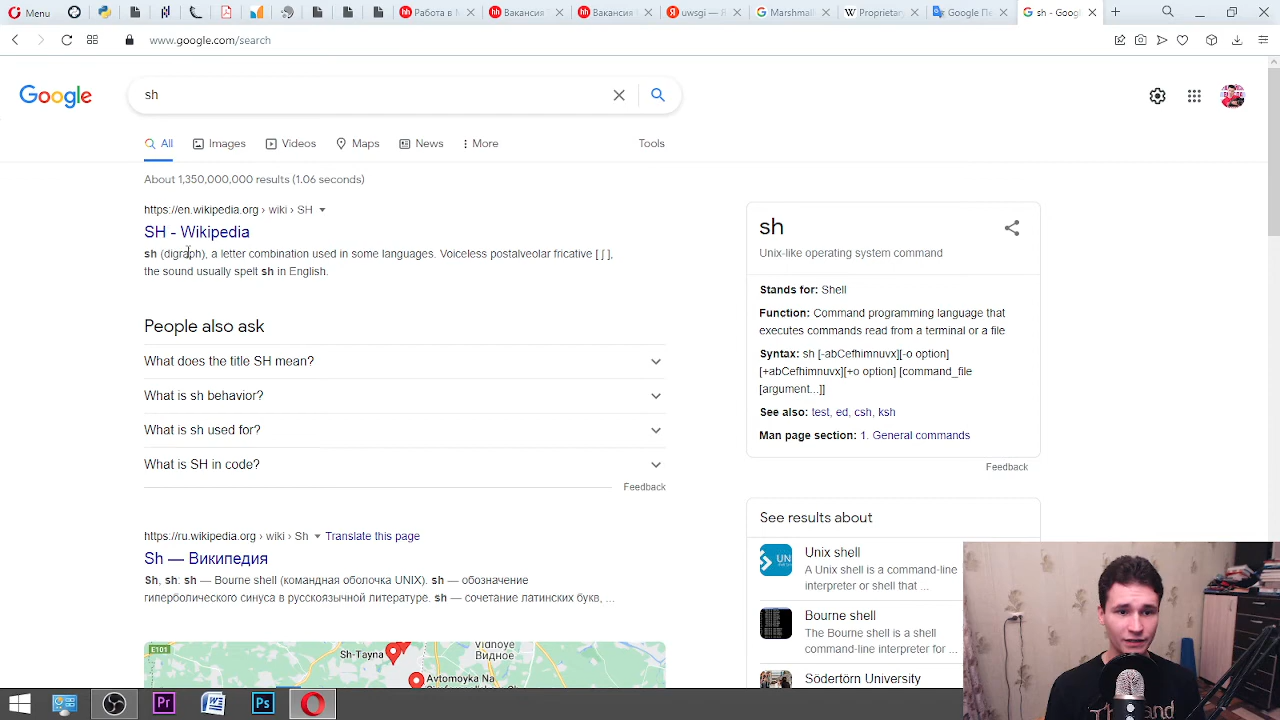 Menu
Работа в М
Вакансия
Вакансия
uwsgi — В
Marshmall
Proprietar
Google Пе
sh - Googl
www.google.com/search
Google
sh
All
Images
Videos
Maps
News
More
Tools
About 1,350,000,000 results (1.06 seconds)
https://en.wikipedia.org › wiki › SH
SH - Wikipedia
sh (digraph), a letter combination used in some languages. Voiceless postalveolar fricative [ ʃ ],
the sound usually spelt sh in English.
People also ask
What does the title SH mean?
What is sh behavior?
What is sh used for?
What is SH in code?
Feedback
https://ru.wikipedia.org › wiki › Sh
Translate this page
Sh — Википедия
Sh, sh: sh — Bourne shell (командная оболочка UNIX). sh — обозначение
гиперболического синуса в русскоязычной литературе. sh — сочетание латинских букв, ...
E101
Sh-Tayna
Vidnoye
Видное
Avtomoyka Na
sh
Unix-like operating system command
Stands for: Shell
Function: Command programming language that
executes commands read from a terminal or a file
Syntax: sh [-abCefhimnuvx][-o option]
[+abCefhimnuvx][+o option] [command_file
[argument...]]
See also: test, ed, csh, ksh
Man page section: 1. General commands
Feedback
See results about
Unix shell
A Unix shell is a command-line
interpreter or shell that ...
Bourne shell
The Bourne shell is a shell
command-line interpreter for ...
Södertörn University
Pr
Ps